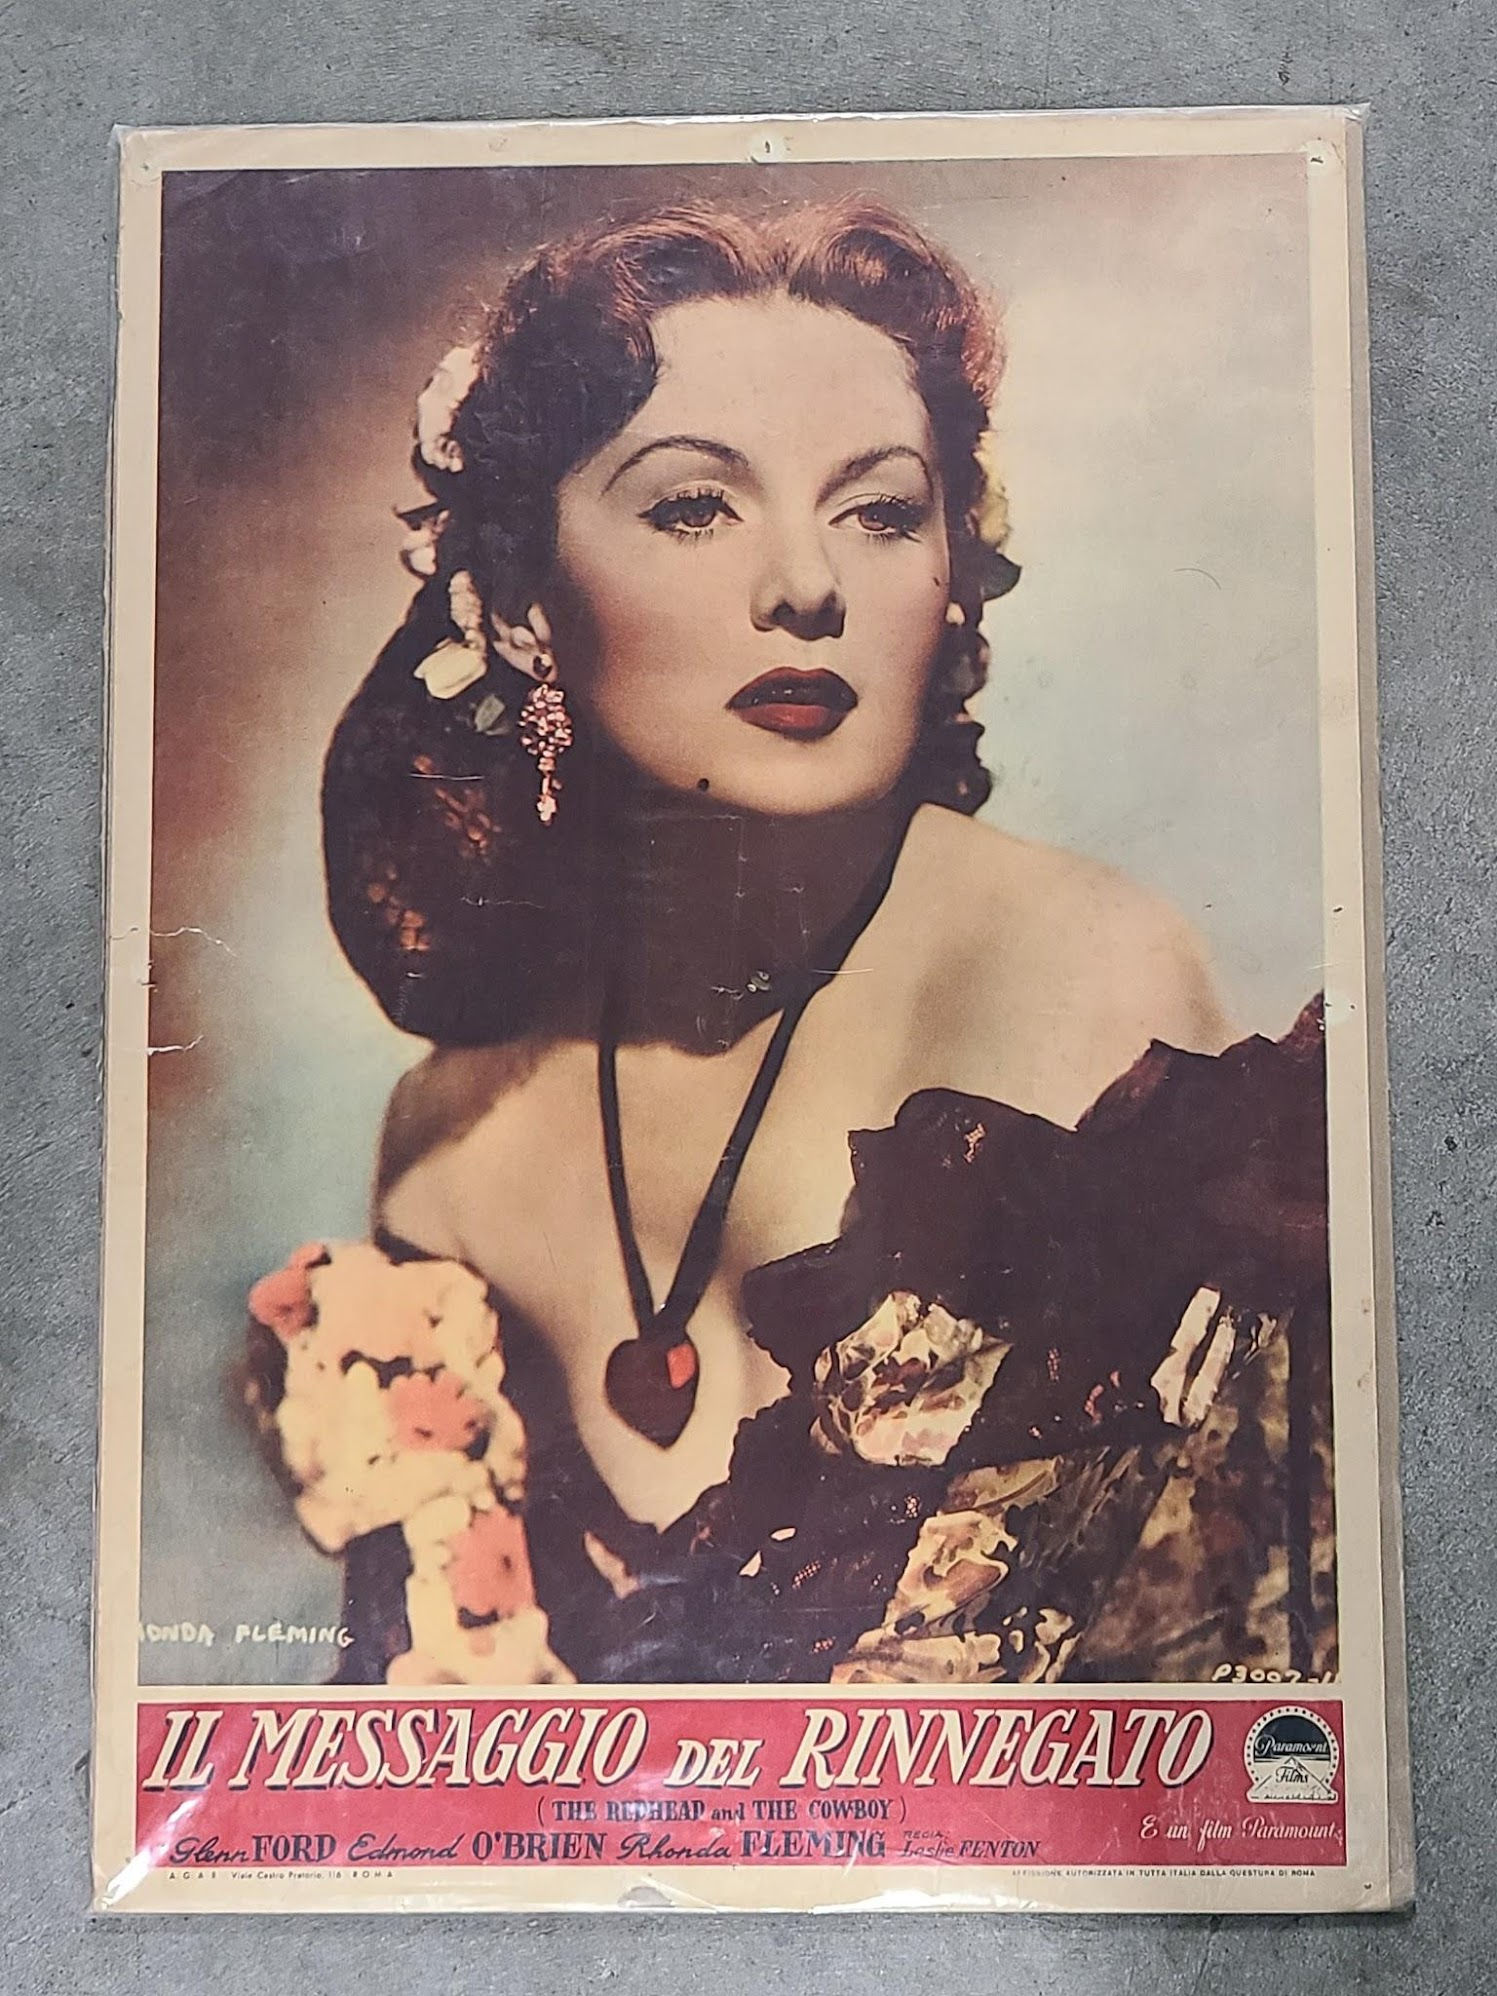 RHONDA FLEMING
P3007-11
IL MESSAGGIO DEL RINNEGATO
(THE REDHEAD and THE COWBOY)
Glenn FORD Edmond O'BRIEN Rhonda FLEMING REGIA: Leslie FENTON
Paramount
Films
È un film Paramount
A.G.A.R. Viale Castro Pretorio, 116 ROMA
AFFISSIONE AUTORIZZATA IN TUTTA ITALIA DALLA QUESTURA DI ROMA